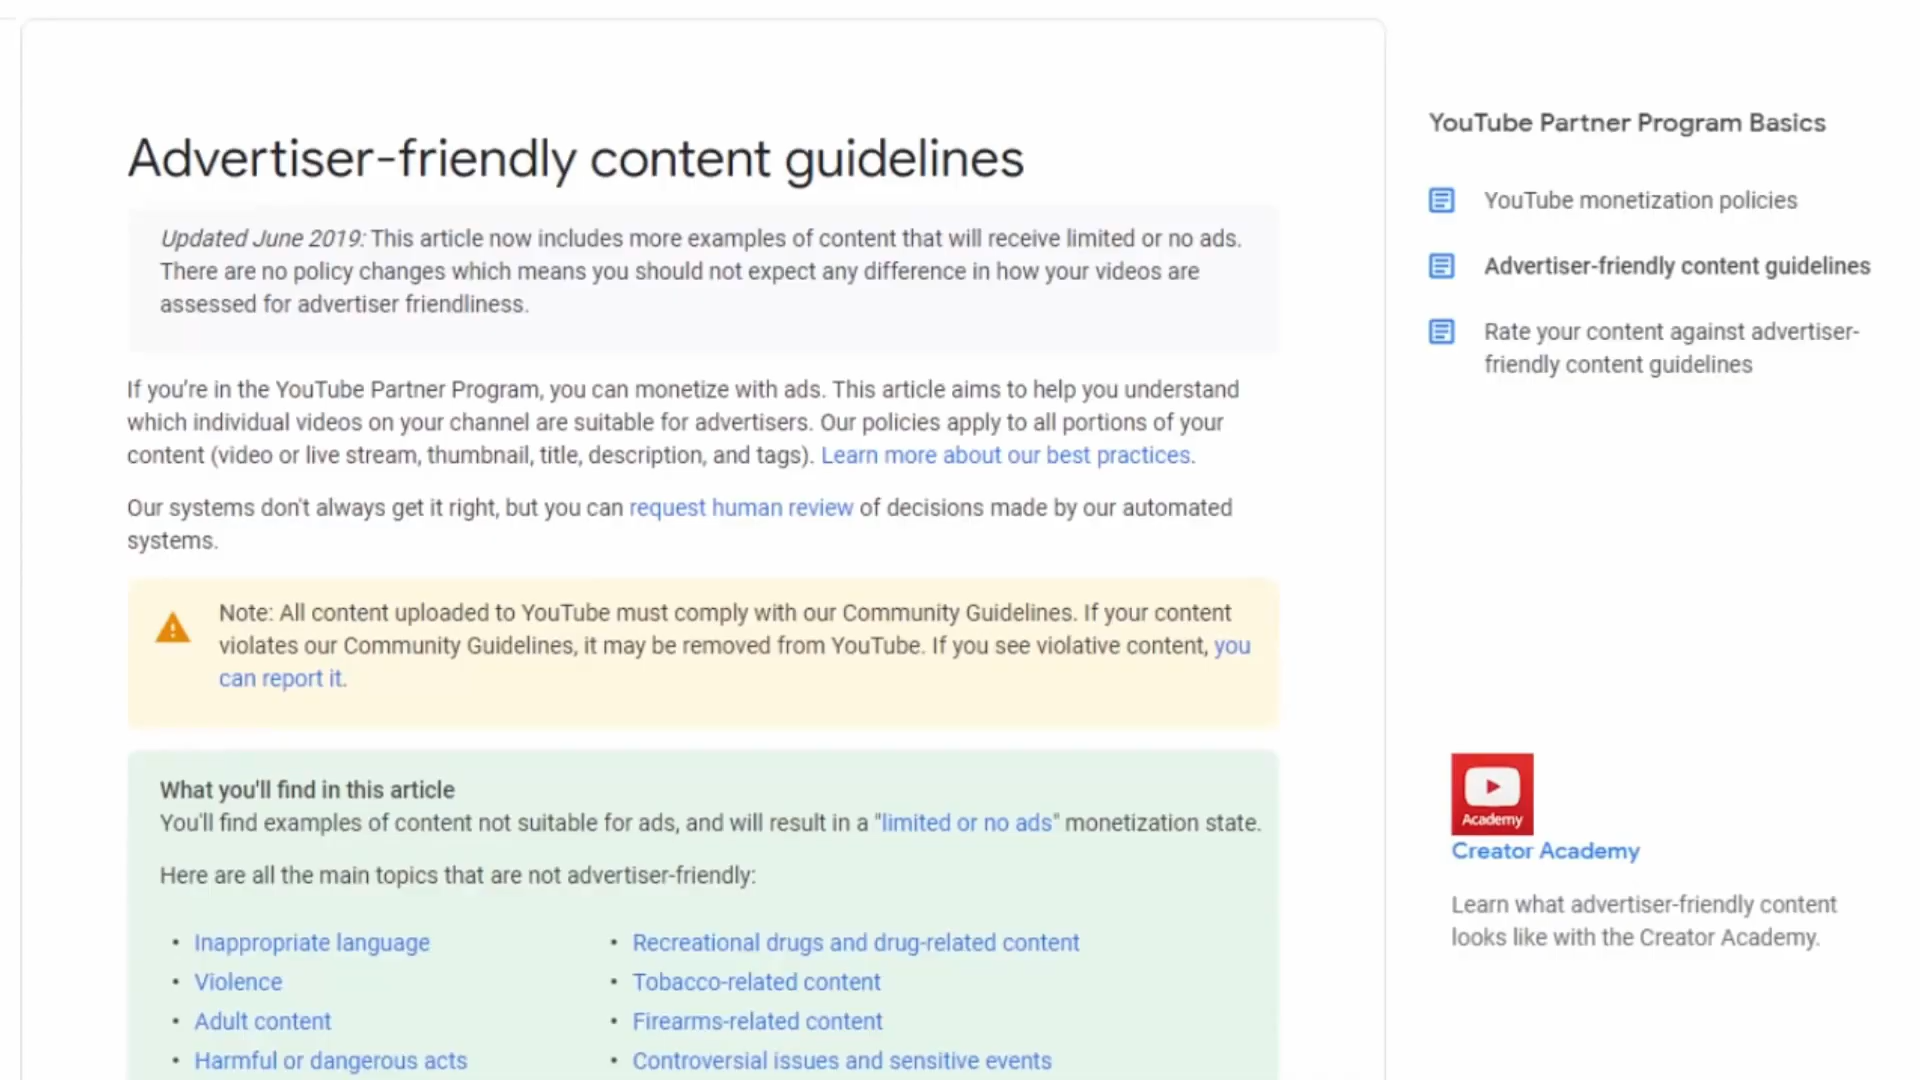 Advertiser-friendly content guidelines
Updated June 2019: This article now includes more examples of content that will receive limited or no ads.
There are no policy changes which means you should not expect any difference in how your videos are
assessed for advertiser friendliness.
If you're in the YouTube Partner Program, you can monetize with ads. This article aims to help you understand
which individual videos on your channel are suitable for advertisers. Our policies apply to all portions of your
content (video or live stream, thumbnail, title, description, and tags). Learn more about our best practices.
Our systems don't always get it right, but you can request human review of decisions made by our automated
systems.
Note: All content uploaded to YouTube must comply with our Community Guidelines. If your content
violates our Community Guidelines, it may be removed from YouTube. If you see violative content, you
can report it.
What you'll find in this article
You'll find examples of content not suitable for ads, and will result in a "limited or no ads" monetization state.
Here are all the main topics that are not advertiser-friendly:
• Inappropriate language
• Violence
• Adult content
• Harmful or dangerous acts
• Recreational drugs and drug-related content
• Tobacco-related content
• Firearms-related content
• Controversial issues and sensitive events
YouTube Partner Program Basics
YouTube monetization policies
Advertiser-friendly content guidelines
Rate your content against advertiser-
friendly content guidelines
Academy
Creator Academy
Learn what advertiser-friendly content
looks like with the Creator Academy.